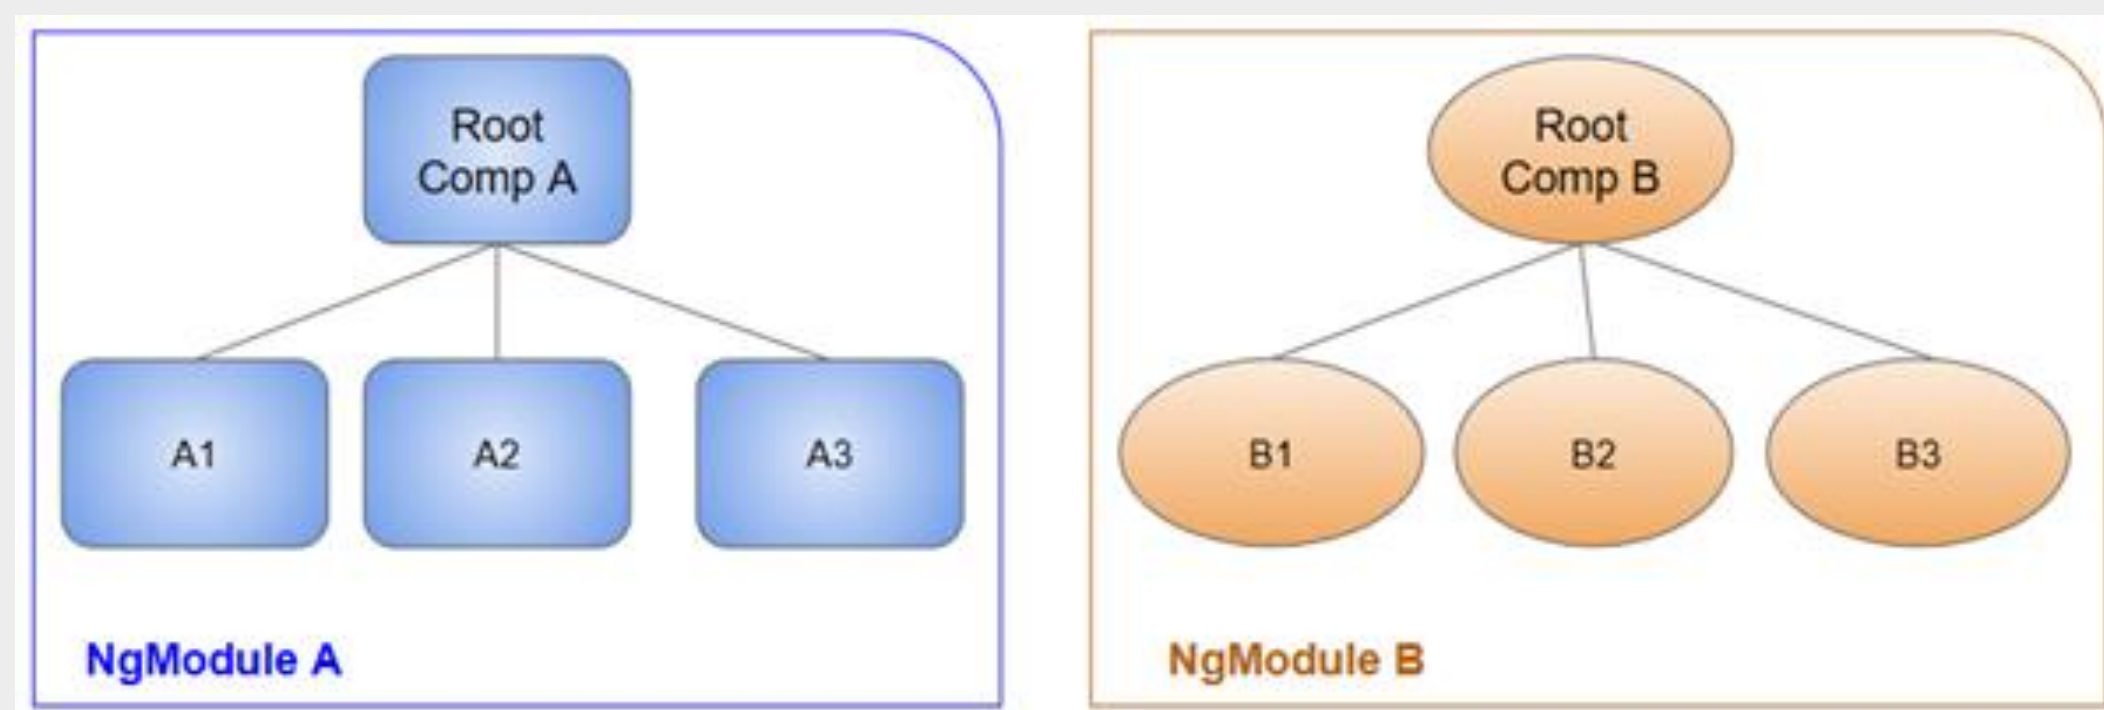 Root
Comp A
A1
A2
A3
NgModule A
Root
Comp B
B1
B2
B3
NgModule B